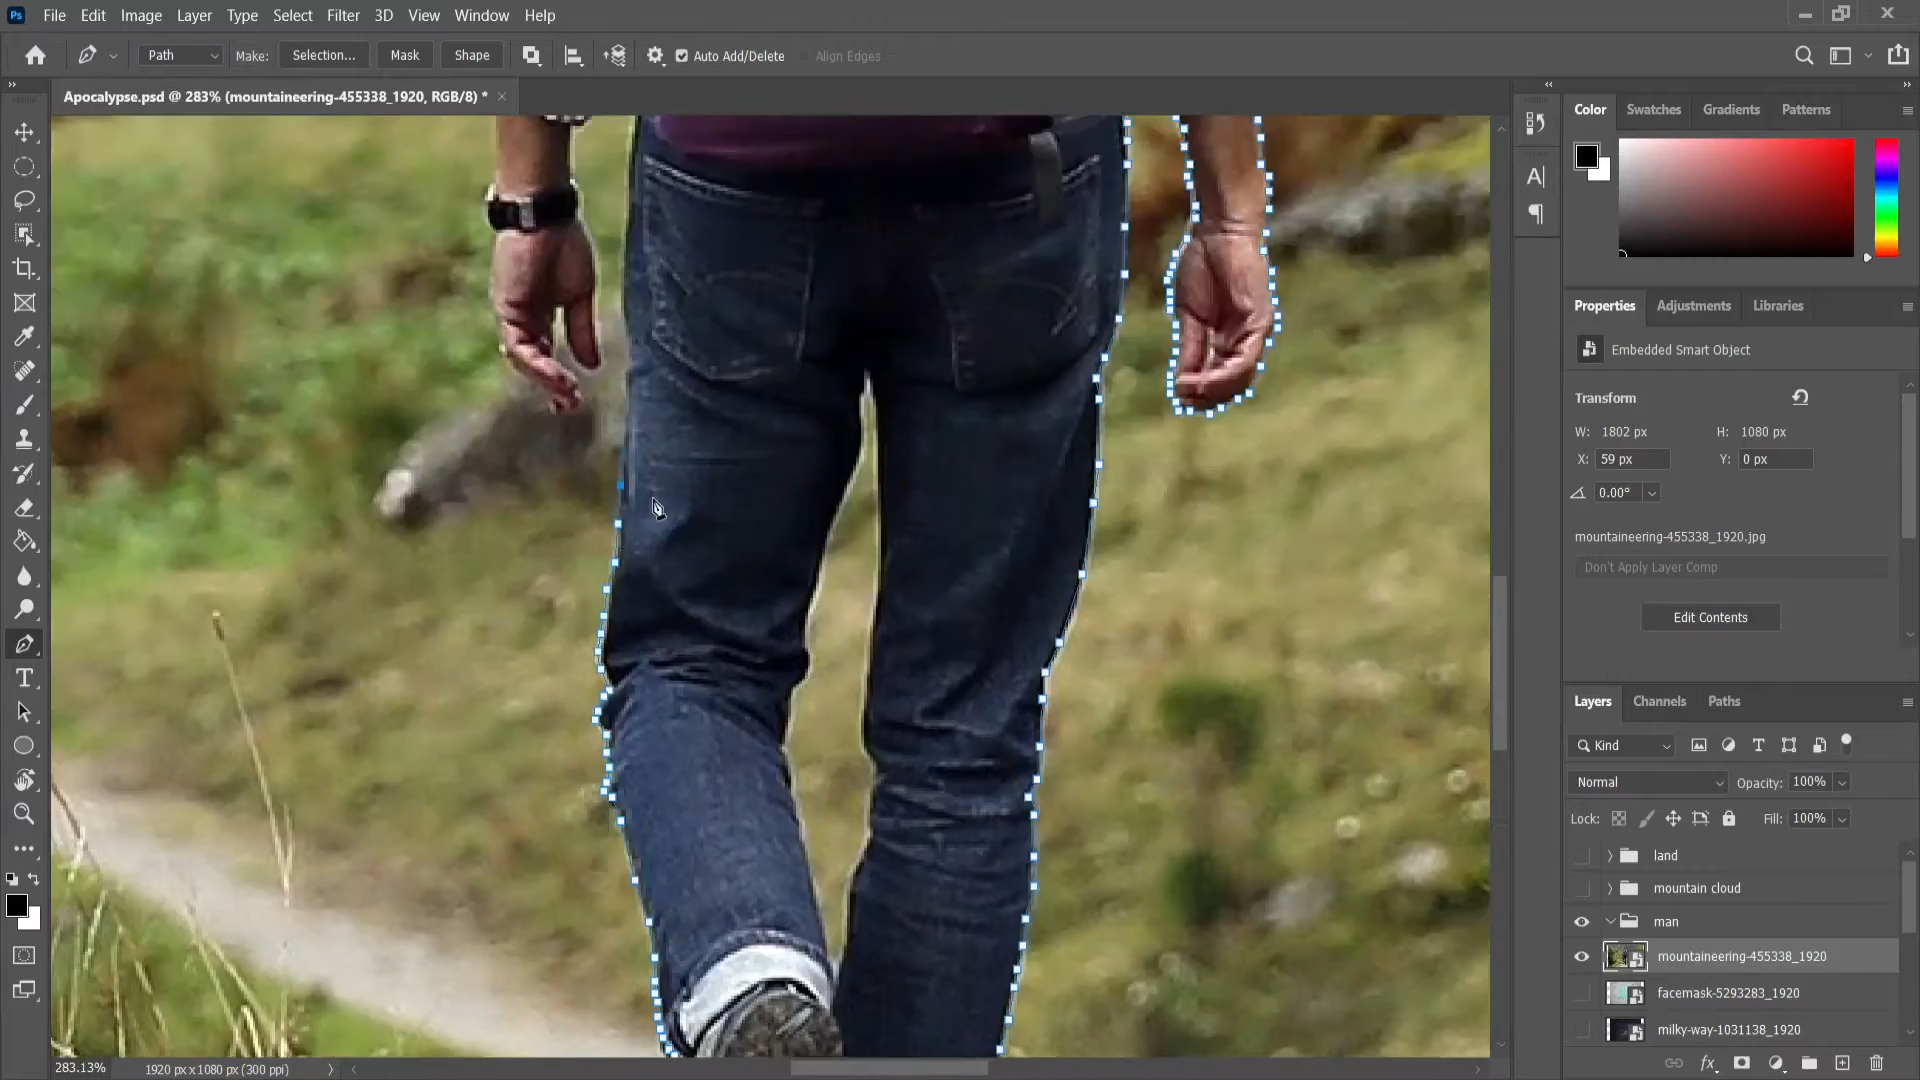 Ps File Edit Image Layer Type Select Filter 3D View Window Help
Path Make: Selection... Mask Shape Auto Add/Delete Align Edges
Apocalypse.psd @ 283% (mountaineering-455338_1920, RGB/8) *
Color Swatches Gradients Patterns
Properties Adjustments Libraries
Embedded Smart Object
Transform
W: 1802 px H: 1080 px
X: 59 px Y: 0 px
0.00°
mountaineering-455338_1920.jpg
Don't Apply Layer Comp
Edit Contents
Layers Channels Paths
Kind
Normal Opacity: 100%
Lock: Fill: 100%
land
mountain cloud
man
mountaineering-455338_1920
facemask-5293283_1920
milky-way-1031138_1920
283.13% 1920 px x 1080 px (300 ppi)